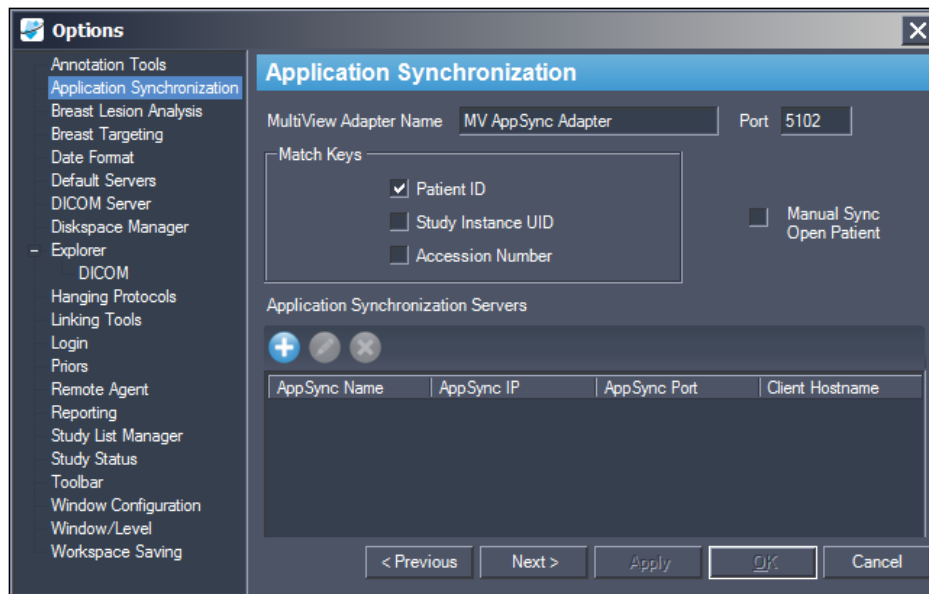 Options
Annotation Tools
Application Synchronization
Breast Lesion Analysis
Breast Targeting
Date Format
Default Servers
DICOM Server
Diskspace Manager
Explorer
DICOM
Hanging Protocols
Linking Tools
Login
Priors
Remote Agent
Reporting
Study List Manager
Study Status
Toolbar
Window Configuration
Window/Level
Workspace Saving
Application Synchronization
MultiView Adapter Name MV AppSync Adapter Port 5102
Match Keys
Patient ID
Study Instance UID
Accession Number
Manual Sync
Open Patient
Application Synchronization Servers
AppSync Name AppSync IP AppSync Port Client Hostname
< Previous Next > Apply OK Cancel